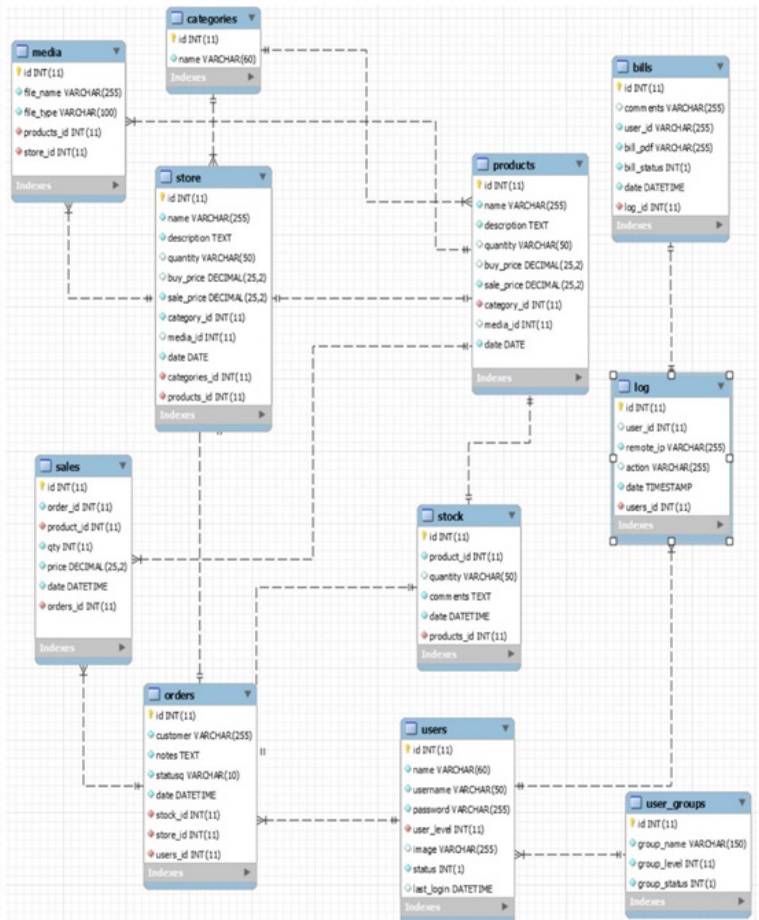 categories
id INT(11)
name VARCHAR(60)
Indexes
media
id INT(11)
file_name VARCHAR(255)
file_type VARCHAR(100)
products_id INT(11)
store_id INT(11)
Indexes
bills
id INT(11)
comments VARCHAR(255)
user_id VARCHAR(255)
bill_pdf VARCHAR(255)
bill_status INT(1)
date DATETIME
log_id INT(11)
Indexes
store
id INT(11)
name VARCHAR(255)
description TEXT
quantity VARCHAR(50)
buy_price DECIMAL(25,2)
sale_price DECIMAL(25,2)
category_id INT(11)
media_id INT(11)
date DATE
categories_id INT(11)
products_id INT(11)
Indexes
products
id INT(11)
name VARCHAR(255)
description TEXT
quantity VARCHAR(50)
buy_price DECIMAL(25,2)
sale_price DECIMAL(25,2)
category_id INT(11)
media_id INT(11)
date DATE
Indexes
log
id INT(11)
user_id INT(11)
remote_ip VARCHAR(255)
action VARCHAR(255)
date TIMESTAMP
users_id INT(11)
Indexes
sales
id INT(11)
order_id INT(11)
product_id INT(11)
qty INT(11)
price DECIMAL(25,2)
date DATETIME
orders_id INT(11)
Indexes
stock
id INT(11)
product_id INT(11)
quantity VARCHAR(50)
comments TEXT
date DATETIME
products_id INT(11)
Indexes
orders
id INT(11)
customer VARCHAR(255)
notes TEXT
statusq VARCHAR(10)
date DATETIME
stock_id INT(11)
store_id INT(11)
users_id INT(11)
Indexes
users
id INT(11)
name VARCHAR(60)
username VARCHAR(50)
password VARCHAR(255)
user_level INT(11)
image VARCHAR(255)
status INT(1)
last_login DATETIME
Indexes
user_groups
id INT(11)
group_name VARCHAR(150)
group_level INT(11)
group_status INT(1)
Indexes